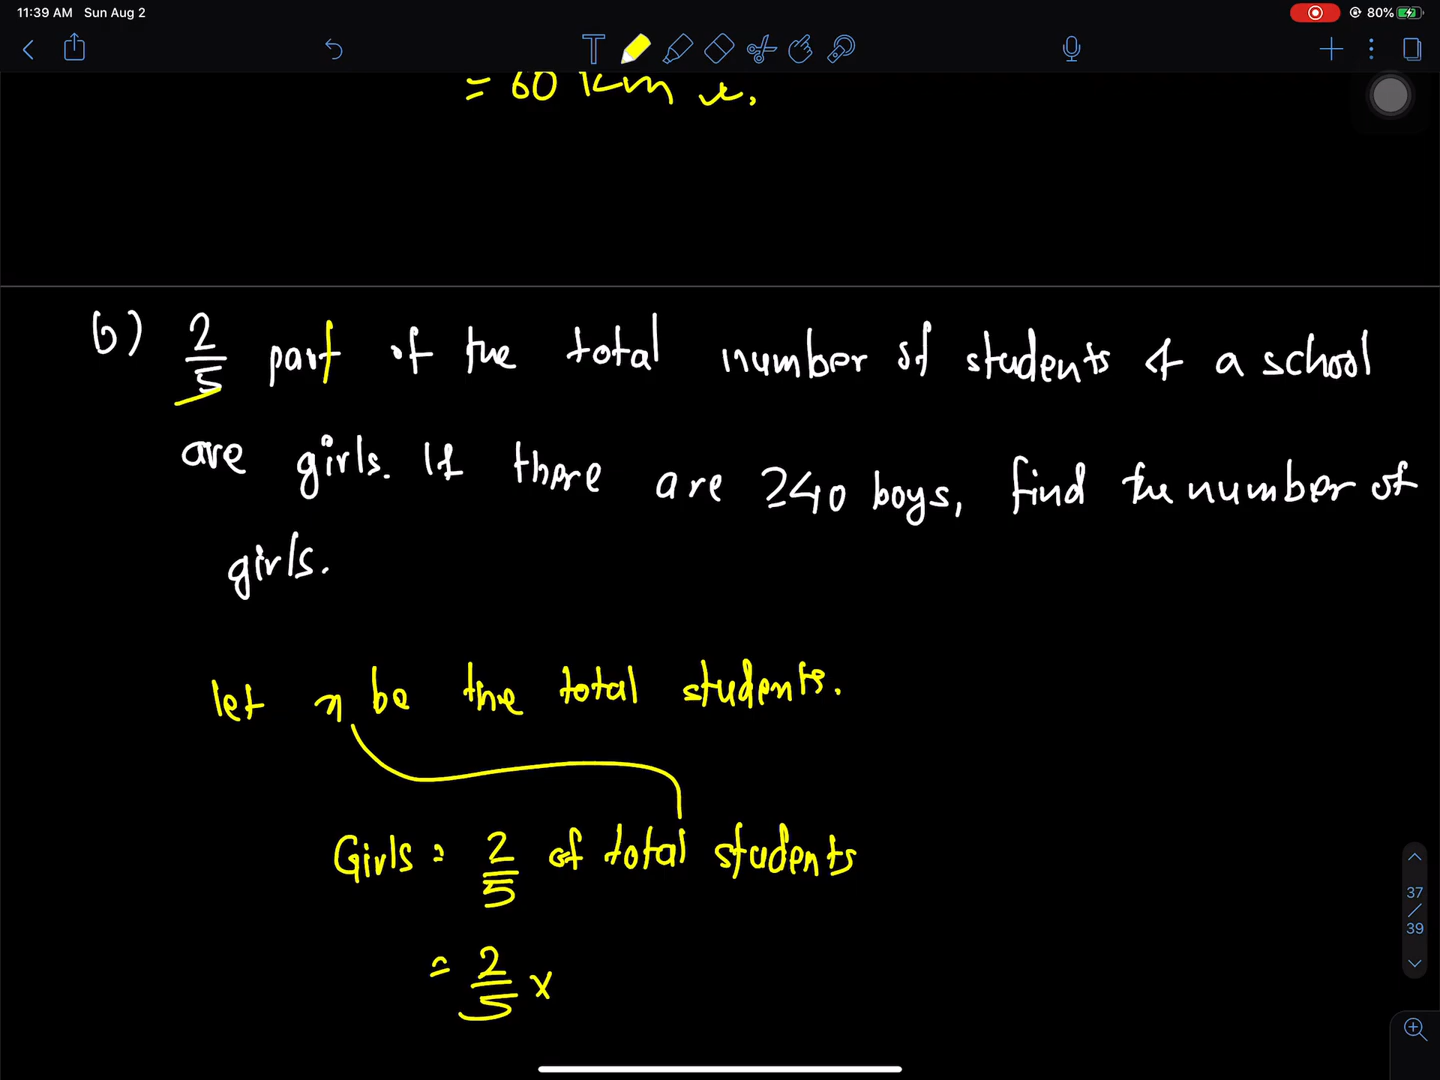 11:39 AM Sun Aug 2
80%
= 60 km
b) 2/5 part of the total number of students of a school
are girls. If there are 240 boys, find the number of
girls.
let x be the total students.
Girls = 2/5 of total students
= 2/5 x
37
/
39